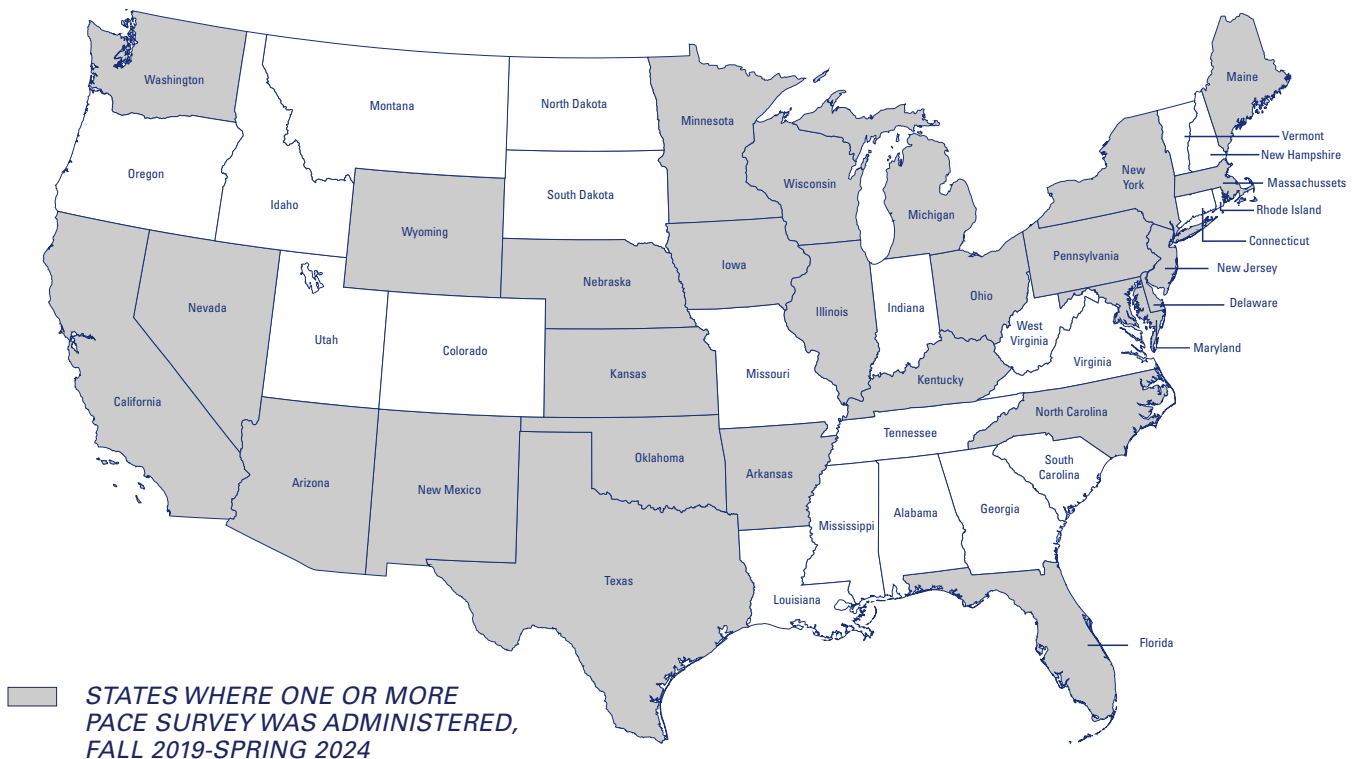 Washington
Montana
North Dakota
Minnesota
Maine
Vermont
New Hampshire
Massachussets
Rhode Island
Connecticut
New Jersey
Delaware
Maryland
Oregon
Idaho
South Dakota
Wisconsin
Michigan
New
York
Wyoming
Nebraska
Iowa
Pennsylvania
Nevada
Utah
Colorado
Illinois
Indiana
Ohio
West
Virginia
Virginia
California
Kansas
Missouri
Kentucky
North Carolina
Tennessee
Arizona
New Mexico
Oklahoma
Arkansas
South
Carolina
Mississippi
Alabama
Georgia
Texas
Louisiana
Florida
STATES WHERE ONE OR MORE
PACE SURVEY WAS ADMINISTERED,
FALL 2019-SPRING 2024